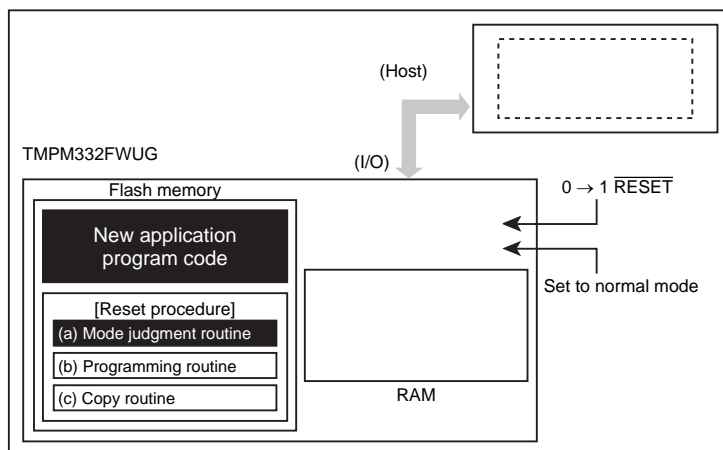 (Host)
TMPM332FWUG
(I/O)
0 → 1 RESET
Set to normal mode
Flash memory
New application
program code
[Reset procedure]
(a) Mode judgment routine
(b) Programming routine
(c) Copy routine
RAM